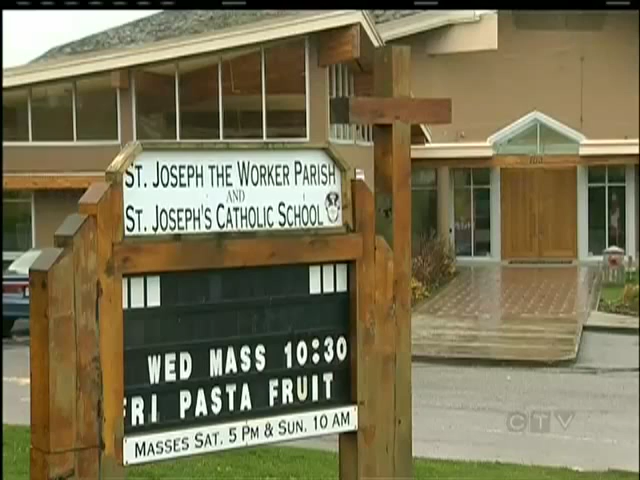 ST. JOSEPH THE WORKER PARISH
AND
ST. JOSEPH'S CATHOLIC SCHOOL
WED MASS 10:30
FRI PASTA FRUIT
MASSES SAT. 5 PM & SUN. 10 AM
CTV